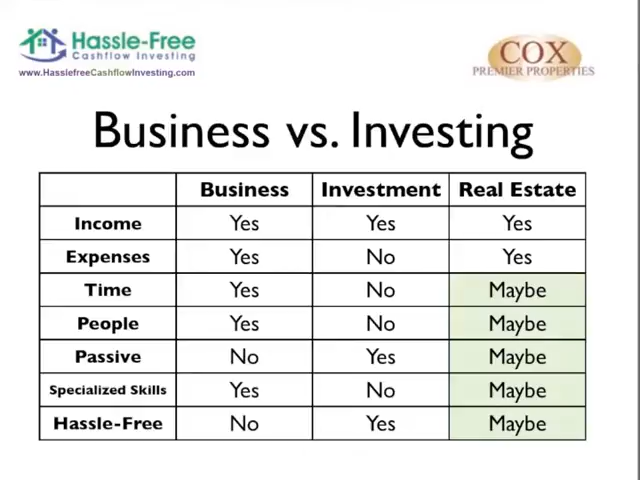 Hassle-Free
Cashflow Investing
www.HasslefreeCashflowInvesting.com
COX
PREMIER PROPERTIES
Business vs. Investing
Business Investment Real Estate
Income Yes Yes Yes
Expenses Yes No Yes
Time Yes No Maybe
People Yes No Maybe
Passive No Yes Maybe
Specialized Skills Yes No Maybe
Hassle-Free No Yes Maybe